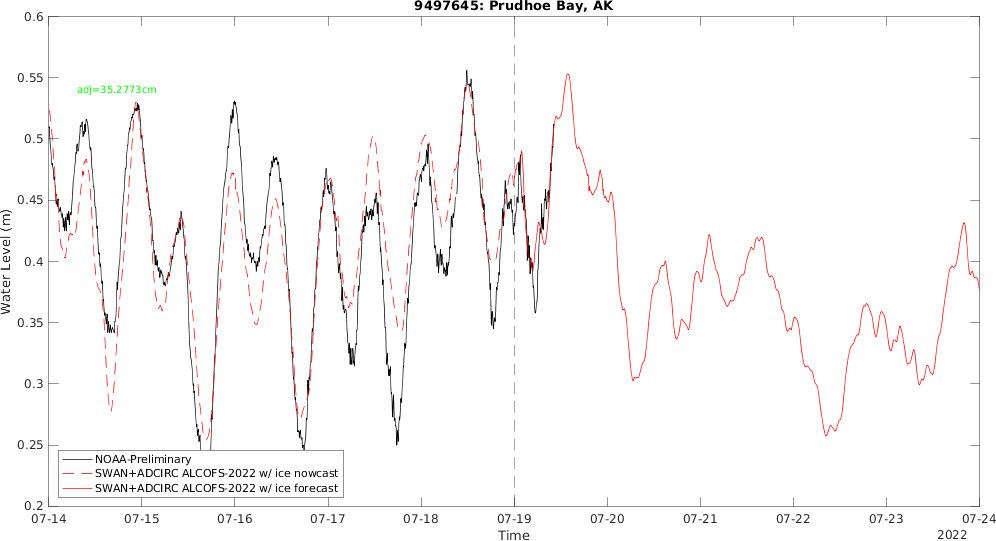 9497645: Prudhoe Bay, AK
0.6
0.55
0.5
0.45
0.4
0.35
0.3
0.25
0.2
Water Level (m)
adj=35.2773cm
NOAA-Preliminary
SWAN+ADCIRC ALCOFS-2022 w/ ice nowcast
SWAN+ADCIRC ALCOFS-2022 w/ ice forecast
07-14 07-15 07-16 07-17 07-18 07-19 07-20 07-21 07-22 07-23 07-24
Time
2022